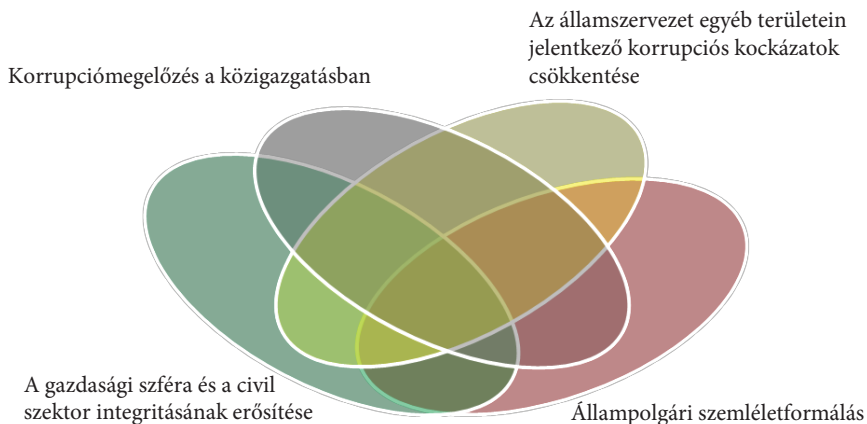 Az államszervezet egyéb területein
jelentkező korrupciós kockázatok
csökkentése
Korrupciómegelőzés a közigazgatásban
A gazdasági szféra és a civil
szektor integritásának erősítése
Állampolgári szemléletformálás